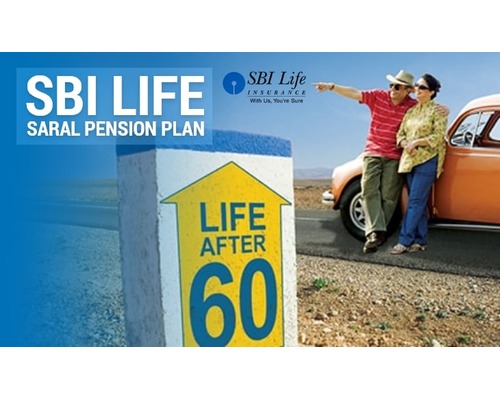 SBI LIFE
SARAL PENSION PLAN
SBI Life
INSURANCE
With Us, You're Sure
LIFE
AFTER
60